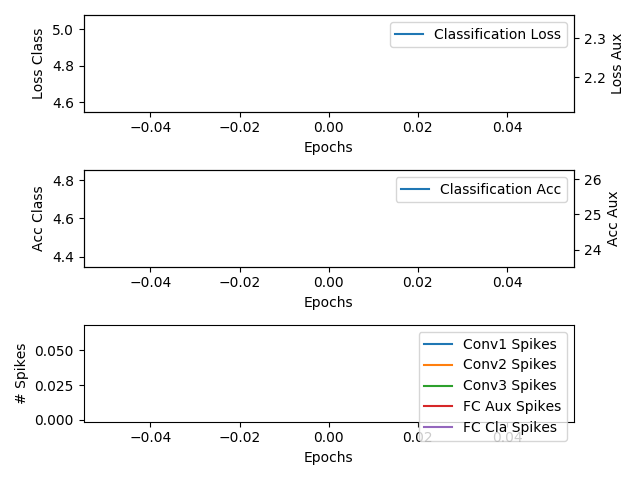 5.0
4.8
4.6
Loss Class
Classification Loss
2.3
2.2
Loss Aux
−0.04 −0.02 0.00 0.02 0.04
Epochs
4.8
4.6
4.4
Acc Class
Classification Acc
26
25
24
Acc Aux
−0.04 −0.02 0.00 0.02 0.04
Epochs
0.050
0.025
0.000
# Spikes
Conv1 Spikes
Conv2 Spikes
Conv3 Spikes
FC Aux Spikes
FC Cla Spikes
−0.04 −0.02 0.00 0.02 0.04
Epochs